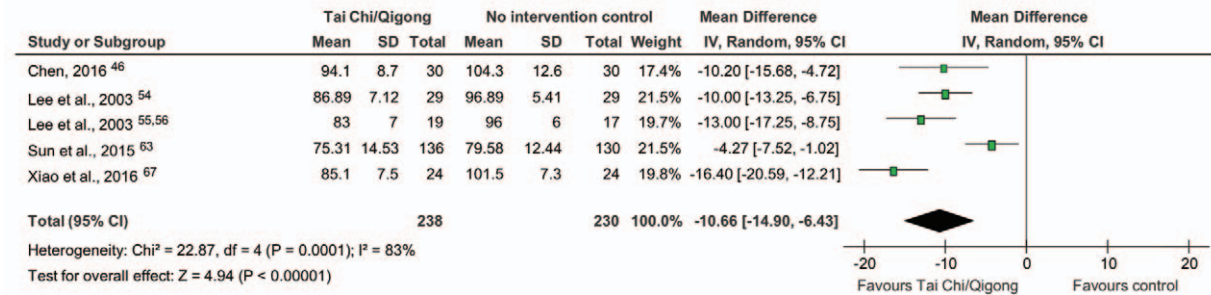 Tai Chi/Qigong No intervention control Mean Difference Mean Difference
Study or Subgroup Mean SD Total Mean SD Total Weight IV, Random, 95% CI IV, Random, 95% CI
Chen, 2016 46 94.1 8.7 30 104.3 12.6 30 17.4% -10.20 [-15.68, -4.72]
Lee et al., 2003 54 86.89 7.12 29 96.89 5.41 29 21.5% -10.00 [-13.25, -6.75]
Lee et al., 2003 55,56 83 7 19 96 6 17 19.7% -13.00 [-17.25, -8.75]
Sun et al., 2015 63 75.31 14.53 136 79.58 12.44 130 21.5% -4.27 [-7.52, -1.02]
Xiao et al., 2016 67 85.1 7.5 24 101.5 7.3 24 19.8% -16.40 [-20.59, -12.21]
Total (95% CI) 238 230 100.0% -10.66 [-14.90, -6.43]
Heterogeneity: Chi² = 22.87, df = 4 (P = 0.0001); I² = 83%
Test for overall effect: Z = 4.94 (P < 0.00001)
-20 -10 0 10 20
Favours Tai Chi/Qigong Favours control